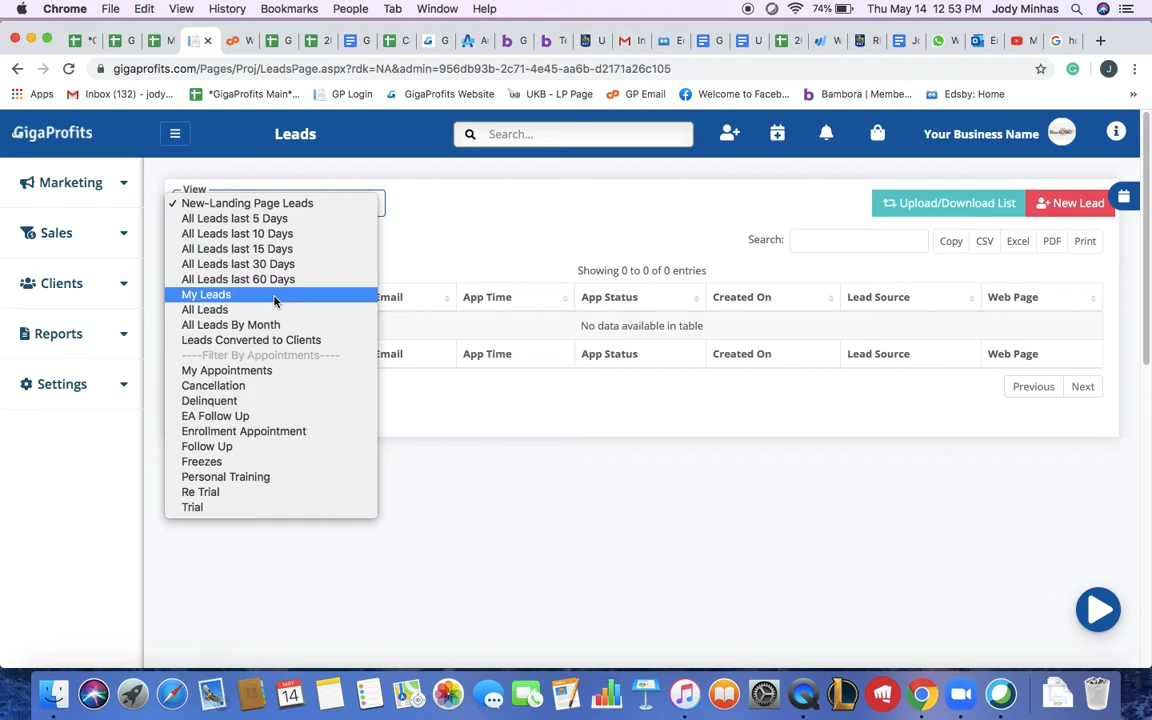 Chrome File Edit View History Bookmarks People Tab Window Help 74% Thu May 14 12:53 PM Jody Minhas
gigaprofits.com/Pages/Proj/LeadsPage.aspx?rdk=NA&admin=956db93b-2c71-4e45-aa6b-d2171a26c105 J
Apps Inbox (132) - jody... *GigaProfits Main*... GP Login GigaProfits Website UKB - LP Page GP Email Welcome to Faceb... Bambora | Membe... Edsby: Home »
GigaProfits Leads Search... Your Business Name
Marketing
Sales
Clients
Reports
Settings
View
✓ New-Landing Page Leads
All Leads last 5 Days
All Leads last 10 Days
All Leads last 15 Days
All Leads last 30 Days
All Leads last 60 Days
My Leads
All Leads
All Leads By Month
Leads Converted to Clients
----Filter By Appointments----
My Appointments
Cancellation
Delinquent
EA Follow Up
Enrollment Appointment
Follow Up
Freezes
Personal Training
Re Trial
Trial
Upload/Download List New Lead
Search: Copy CSV Excel PDF Print
Showing 0 to 0 of 0 entries
Email App Time App Status Created On Lead Source Web Page
No data available in table
Email App Time App Status Created On Lead Source Web Page
Previous Next
MAY
14